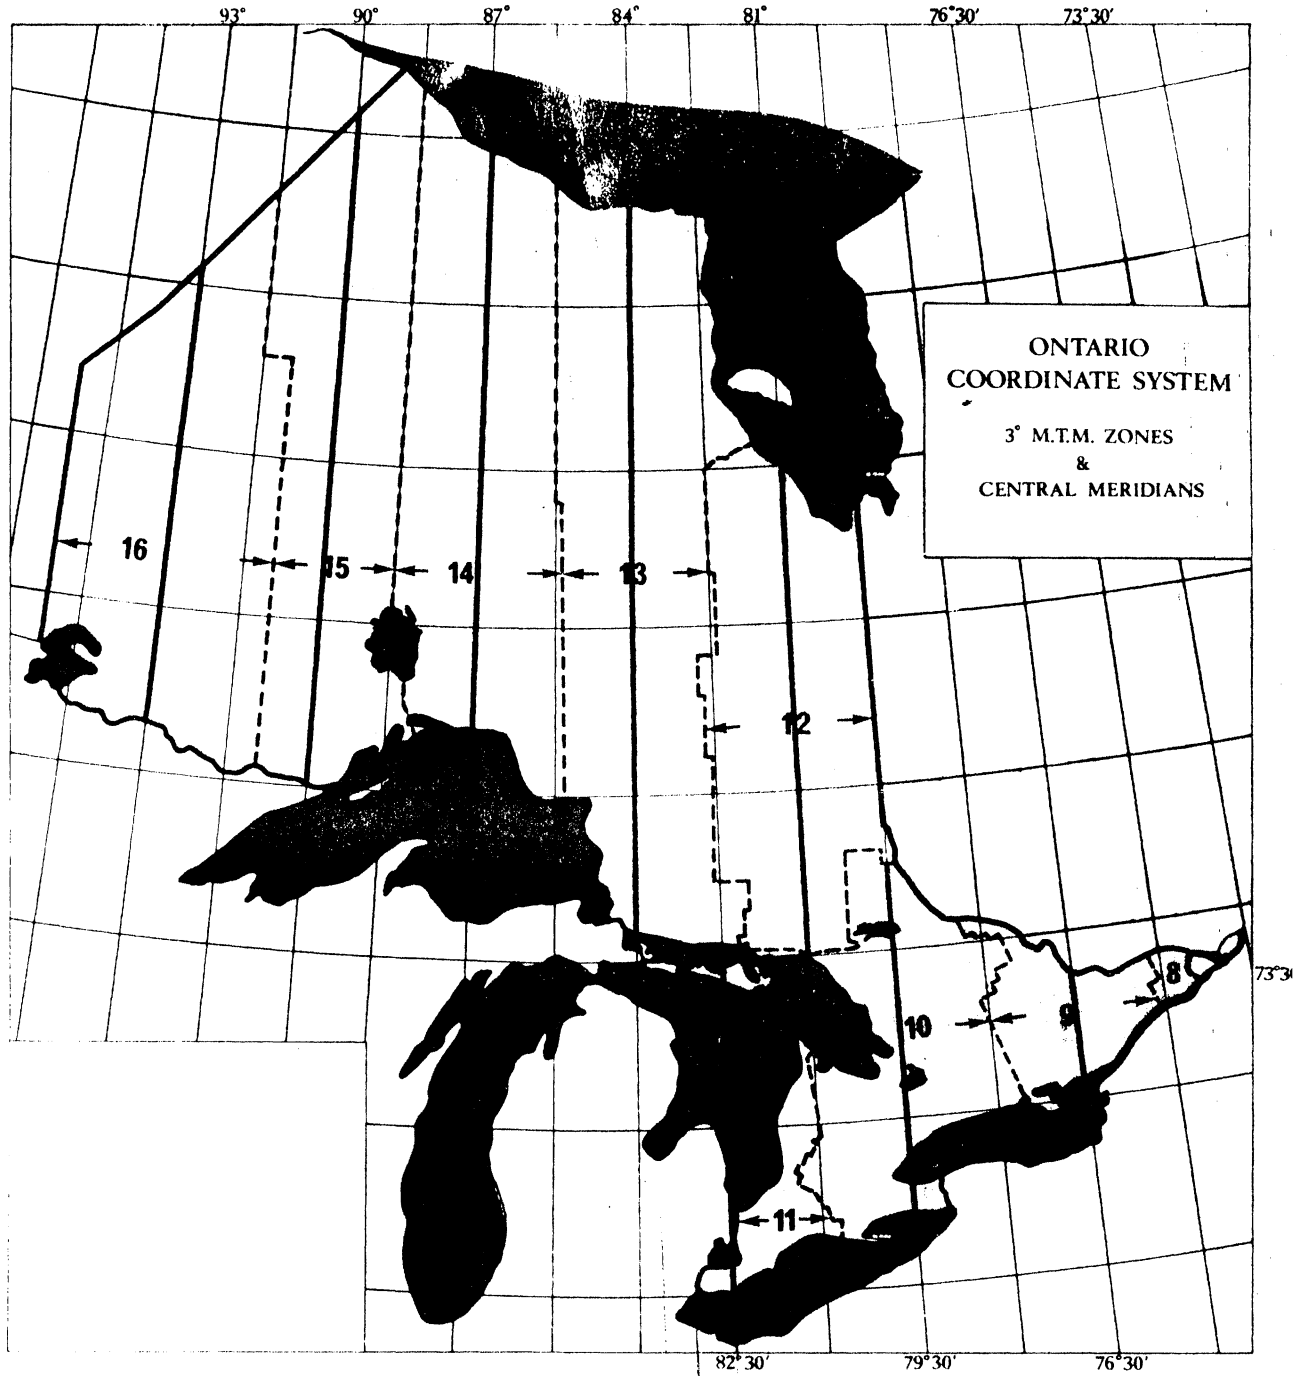 93° 90° 87° 84° 81° 76°30' 73°30'
ONTARIO
COORDINATE SYSTEM
3° M.T.M. ZONES
&
CENTRAL MERIDIANS
16 15 14 13
12
8
73°30
10 9
11
82°30' 79°30' 76°30'